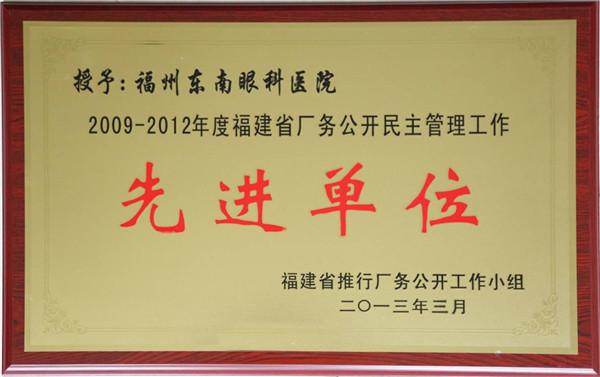 授予：福州东南眼科医院
2009-2012年度福建省厂务公开民主管理工作
先进单位
福建省推行厂务公开工作小组
二〇一三年三月